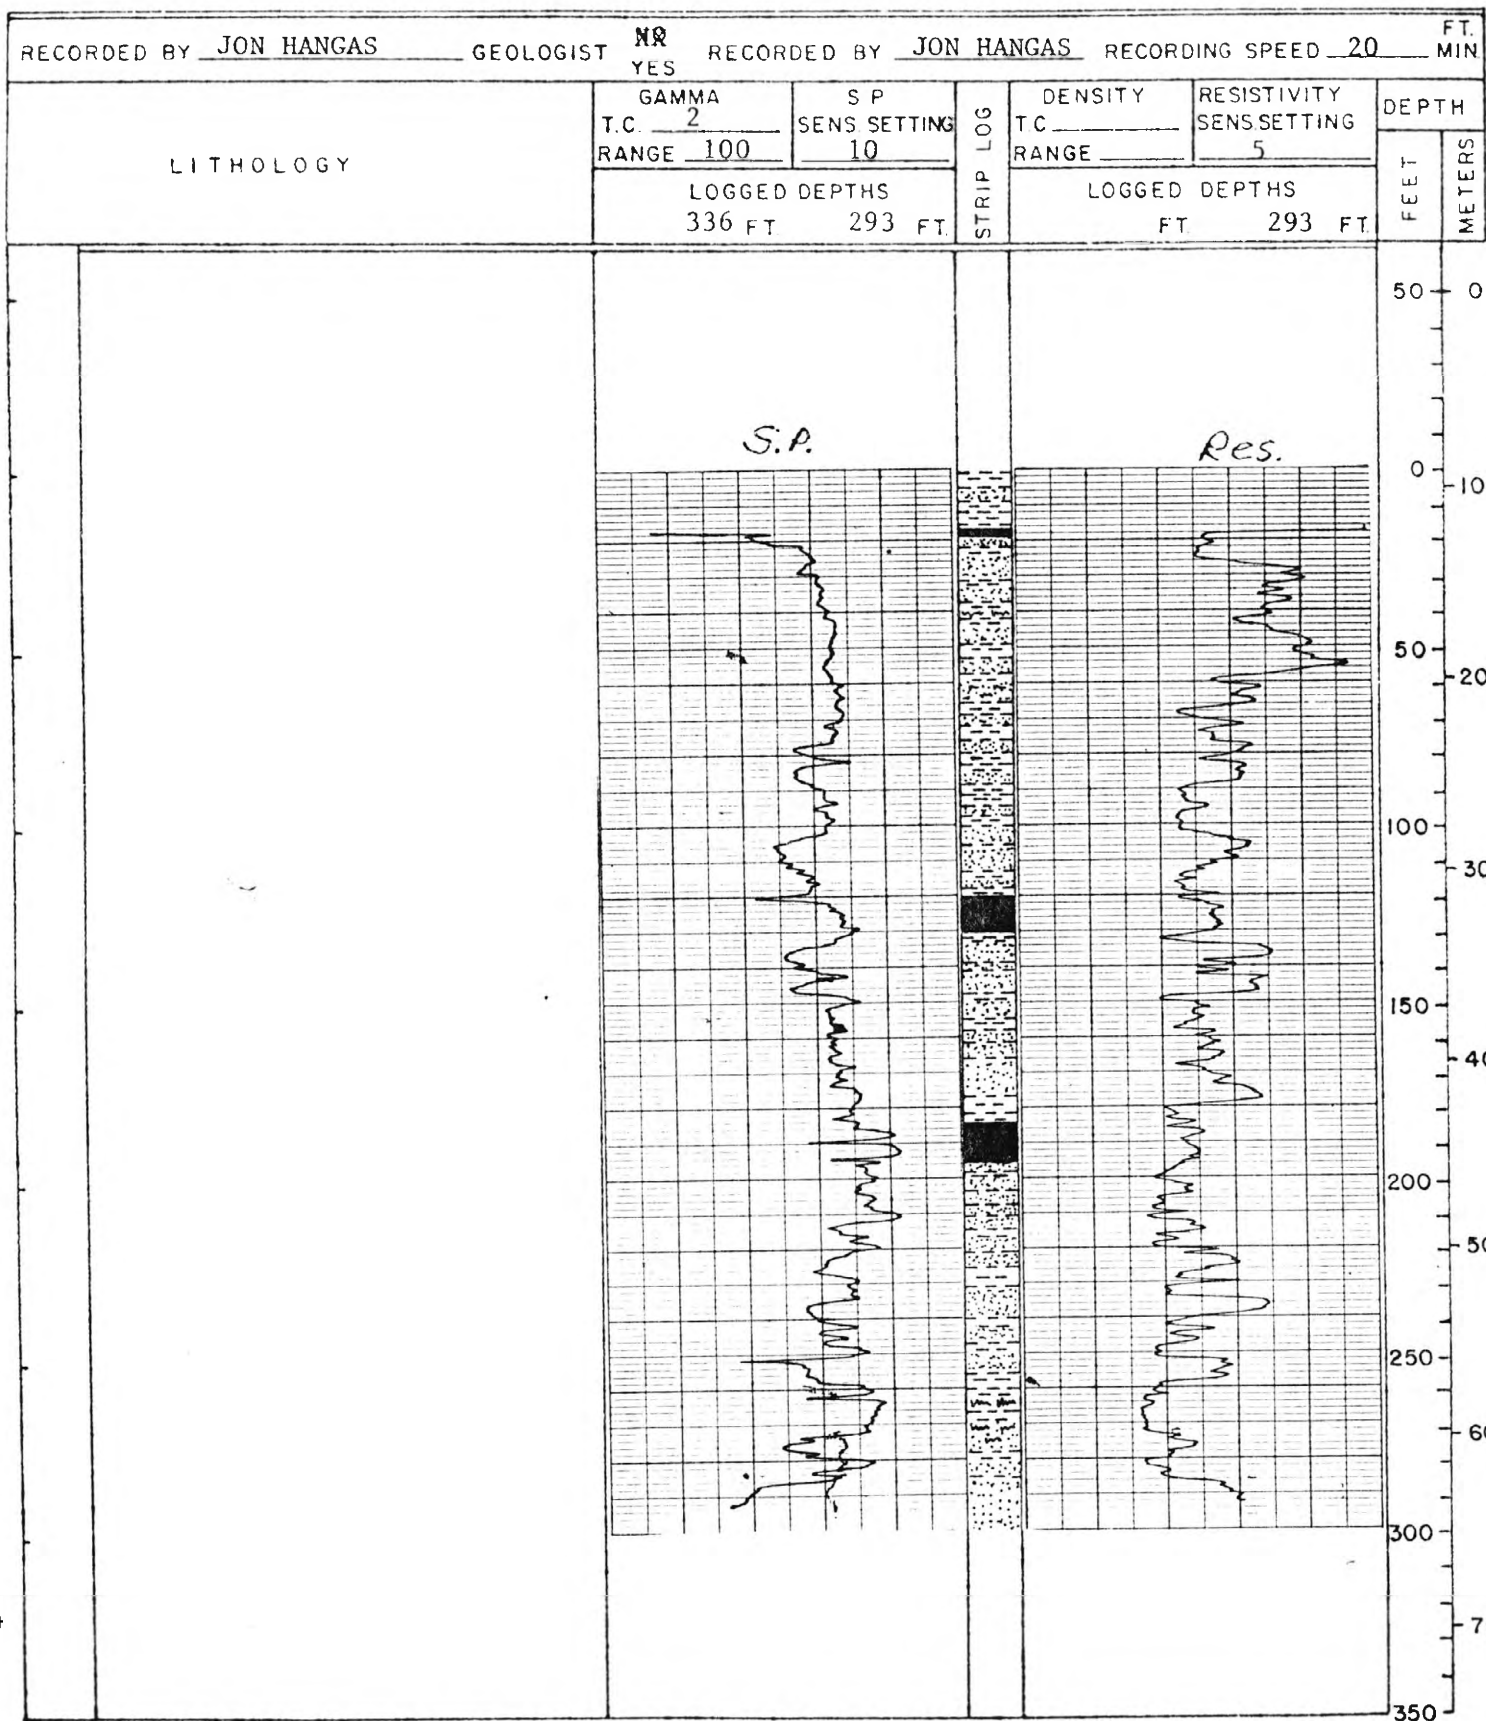 RECORDED BY JON HANGAS GEOLOGIST YES RECORDED BY JON HANGAS RECORDING SPEED 20 FT. MIN.
LITHOLOGY
GAMMA
T.C. 2
RANGE 100
S P
SENS. SETTING
10
LOGGED DEPTHS
336 FT 293 FT.
STRIP LOG
DENSITY
T.C.
RANGE
RESISTIVITY
SENS. SETTING
5
LOGGED DEPTHS
FT. 293 FT.
DEPTH
FEET
METERS
50 0
S.P. Res.
0
10
50
20
100
30
150
40
200
50
250
60
300
7
350